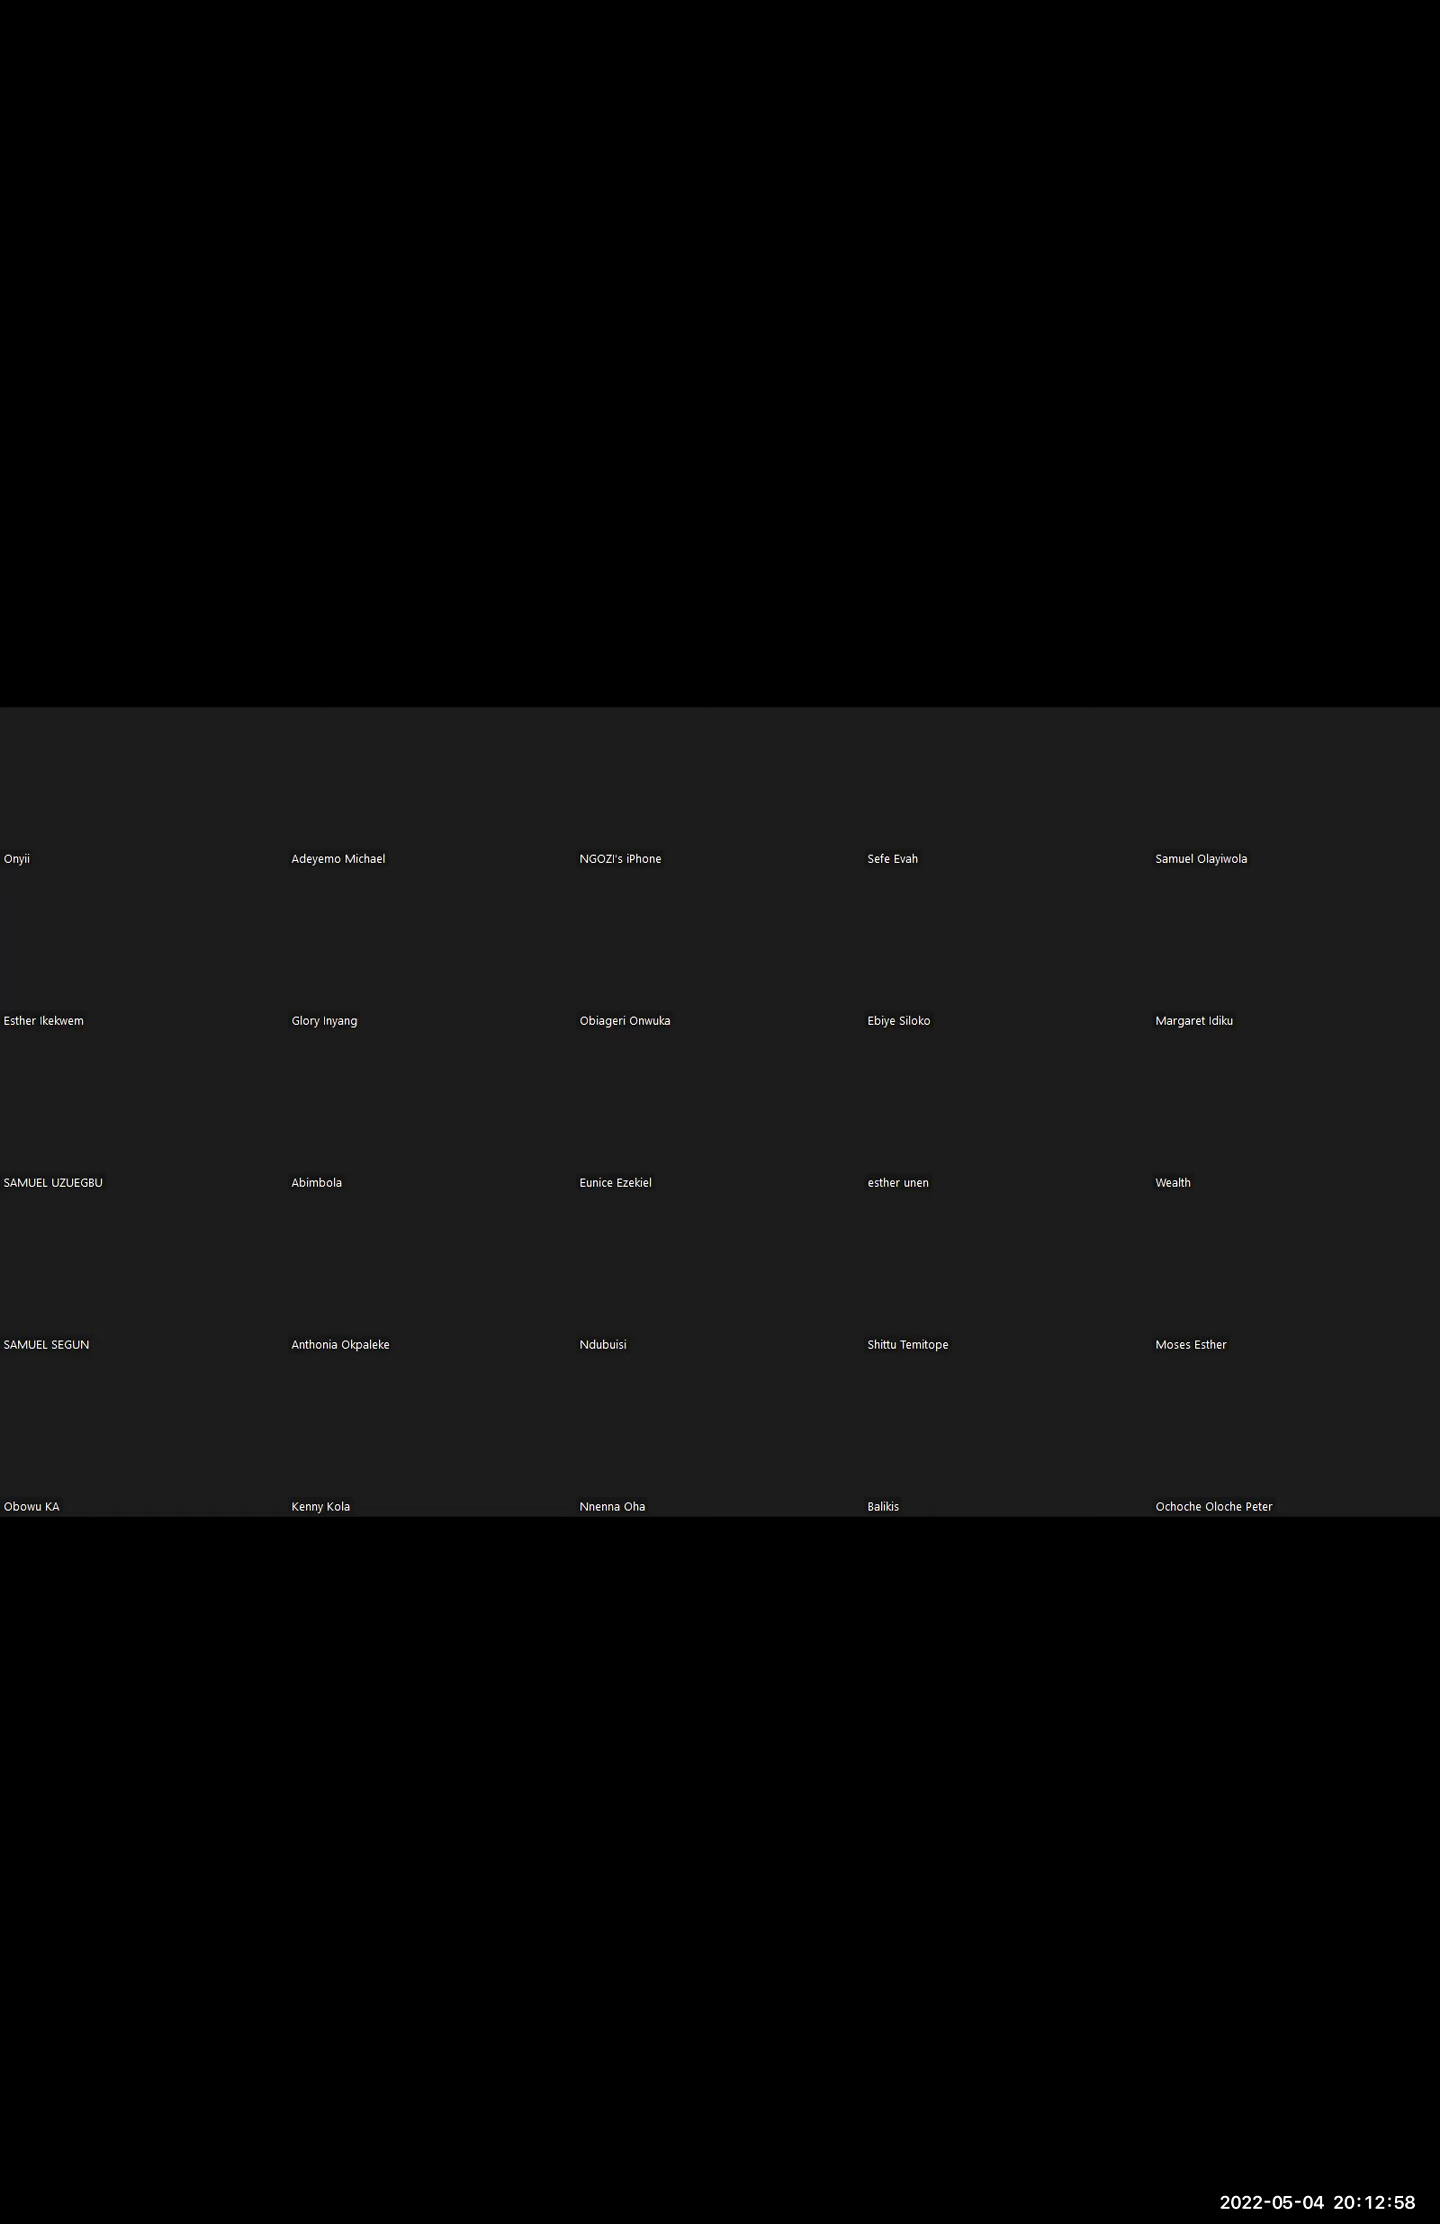 Onyii Adeyemo Michael NGOZI's iPhone Sefe Evah Samuel Olayiwola
Esther Ikekwem Glory Inyang Obiageri Onwuka Ebiye Siloko Margaret Idiku
SAMUEL UZUEGBU Abimbola Eunice Ezekiel esther unen Wealth
SAMUEL SEGUN Anthonia Okpaleke Ndubuisi Shittu Temitope Moses Esther
Obowu KA Kenny Kola Nnenna Oha Balikis Ochoche Oloche Peter
2022-05-04 20:12:58